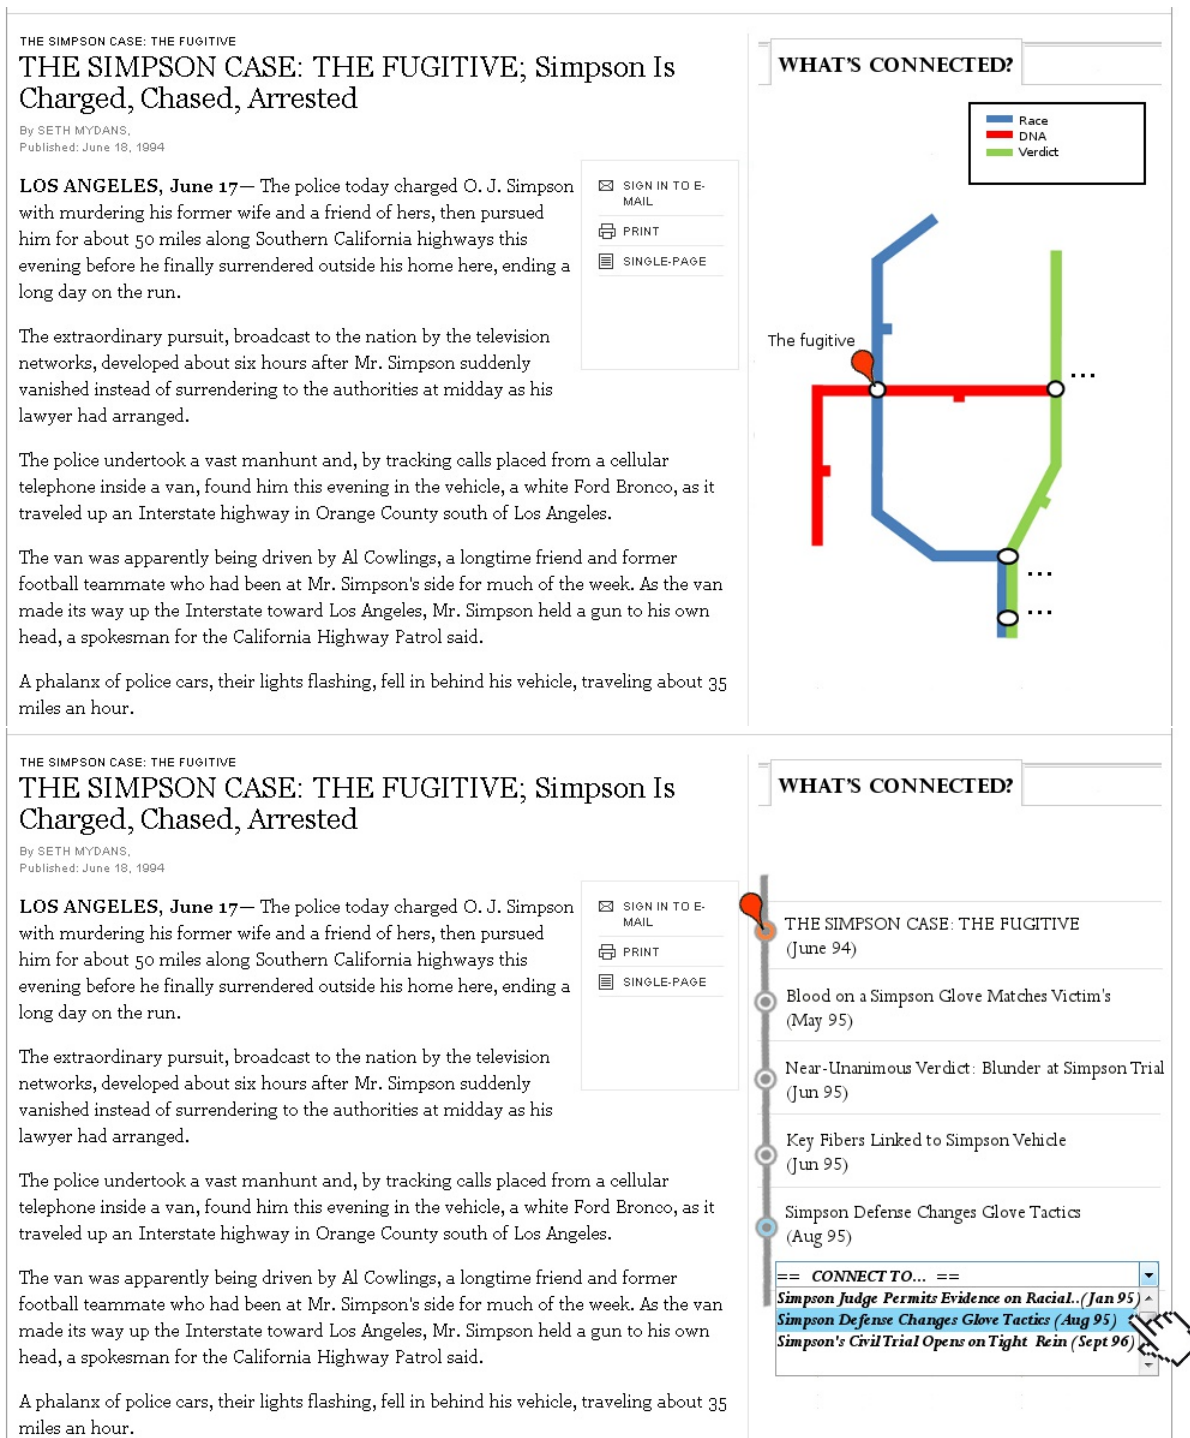 THE SIMPSON CASE: THE FUGITIVE
THE SIMPSON CASE: THE FUGITIVE; Simpson Is
Charged, Chased, Arrested
By SETH MYDANS,
Published: June 18, 1994
LOS ANGELES, June 17— The police today charged O. J. Simpson
with murdering his former wife and a friend of hers, then pursued
him for about 50 miles along Southern California highways this
evening before he finally surrendered outside his home here, ending a
long day on the run.
The extraordinary pursuit, broadcast to the nation by the television
networks, developed about six hours after Mr. Simpson suddenly
vanished instead of surrendering to the authorities at midday as his
lawyer had arranged.
The police undertook a vast manhunt and, by tracking calls placed from a cellular
telephone inside a van, found him this evening in the vehicle, a white Ford Bronco, as it
traveled up an Interstate highway in Orange County south of Los Angeles.
The van was apparently being driven by Al Cowlings, a longtime friend and former
football teammate who had been at Mr. Simpson's side for much of the week. As the van
made its way up the Interstate toward Los Angeles, Mr. Simpson held a gun to his own
head, a spokesman for the California Highway Patrol said.
A phalanx of police cars, their lights flashing, fell in behind his vehicle, traveling about 35
miles an hour.
SIGN IN TO E-
MAIL
PRINT
SINGLE-PAGE
WHAT'S CONNECTED?
Race
DNA
Verdict
The fugitive
...
...
...
THE SIMPSON CASE: THE FUGITIVE
THE SIMPSON CASE: THE FUGITIVE; Simpson Is
Charged, Chased, Arrested
By SETH MYDANS,
Published: June 18, 1994
LOS ANGELES, June 17— The police today charged O. J. Simpson
with murdering his former wife and a friend of hers, then pursued
him for about 50 miles along Southern California highways this
evening before he finally surrendered outside his home here, ending a
long day on the run.
The extraordinary pursuit, broadcast to the nation by the television
networks, developed about six hours after Mr. Simpson suddenly
vanished instead of surrendering to the authorities at midday as his
lawyer had arranged.
The police undertook a vast manhunt and, by tracking calls placed from a cellular
telephone inside a van, found him this evening in the vehicle, a white Ford Bronco, as it
traveled up an Interstate highway in Orange County south of Los Angeles.
The van was apparently being driven by Al Cowlings, a longtime friend and former
football teammate who had been at Mr. Simpson's side for much of the week. As the van
made its way up the Interstate toward Los Angeles, Mr. Simpson held a gun to his own
head, a spokesman for the California Highway Patrol said.
A phalanx of police cars, their lights flashing, fell in behind his vehicle, traveling about 35
miles an hour.
SIGN IN TO E-
MAIL
PRINT
SINGLE-PAGE
WHAT'S CONNECTED?
THE SIMPSON CASE: THE FUGITIVE
(June 94)
Blood on a Simpson Glove Matches Victim's
(May 95)
Near-Unanimous Verdict: Blunder at Simpson Trial
(Jun 95)
Key Fibers Linked to Simpson Vehicle
(Jun 95)
Simpson Defense Changes Glove Tactics
(Aug 95)
== CONNECT TO... ==
Simpson Judge Permits Evidence on Racial..(Jan 95)
Simpson Defense Changes Glove Tactics (Aug 95)
Simpson's Civil Trial Opens on Tight Rein (Sept 96)